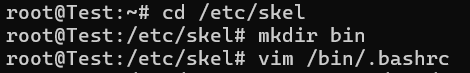 root@Test:~# cd /etc/skel
root@Test:/etc/skel# mkdir bin
root@Test:/etc/skel# vim /bin/.bashrc